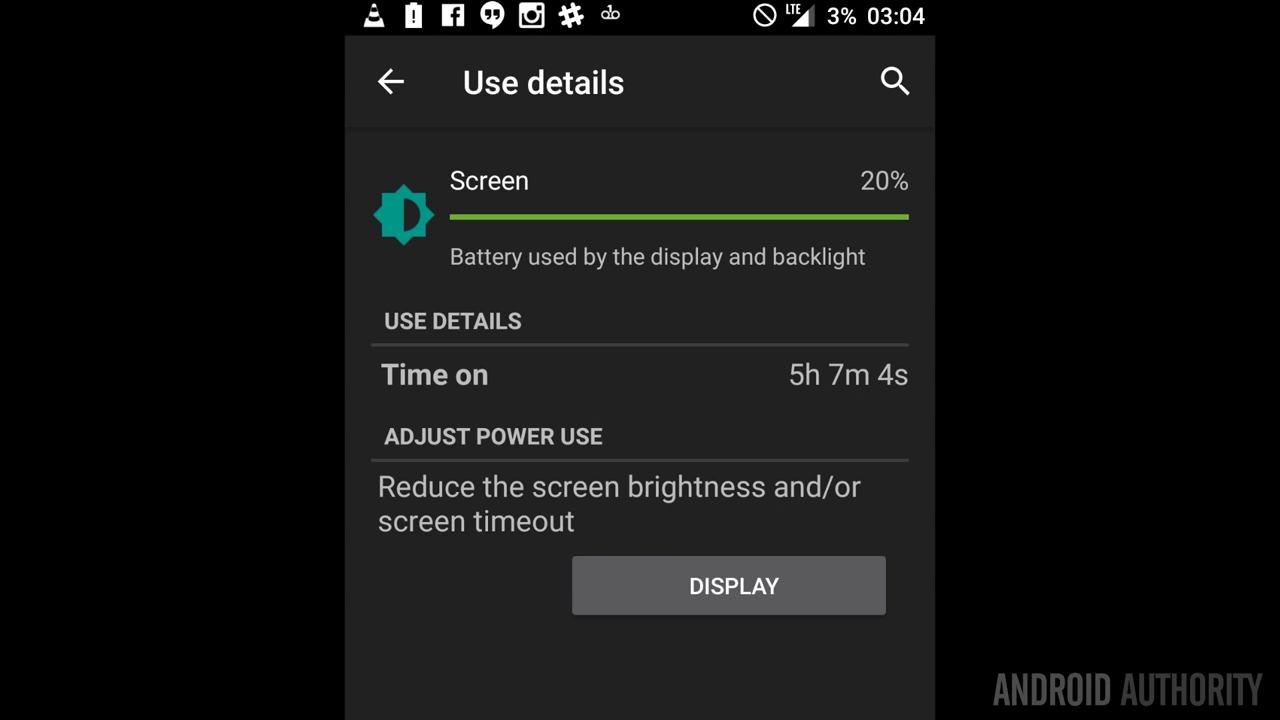 LTE 3% 03:04
Use details
Screen 20%
Battery used by the display and backlight
USE DETAILS
Time on 5h 7m 4s
ADJUST POWER USE
Reduce the screen brightness and/or
screen timeout
DISPLAY
ANDROID AUTHORITY